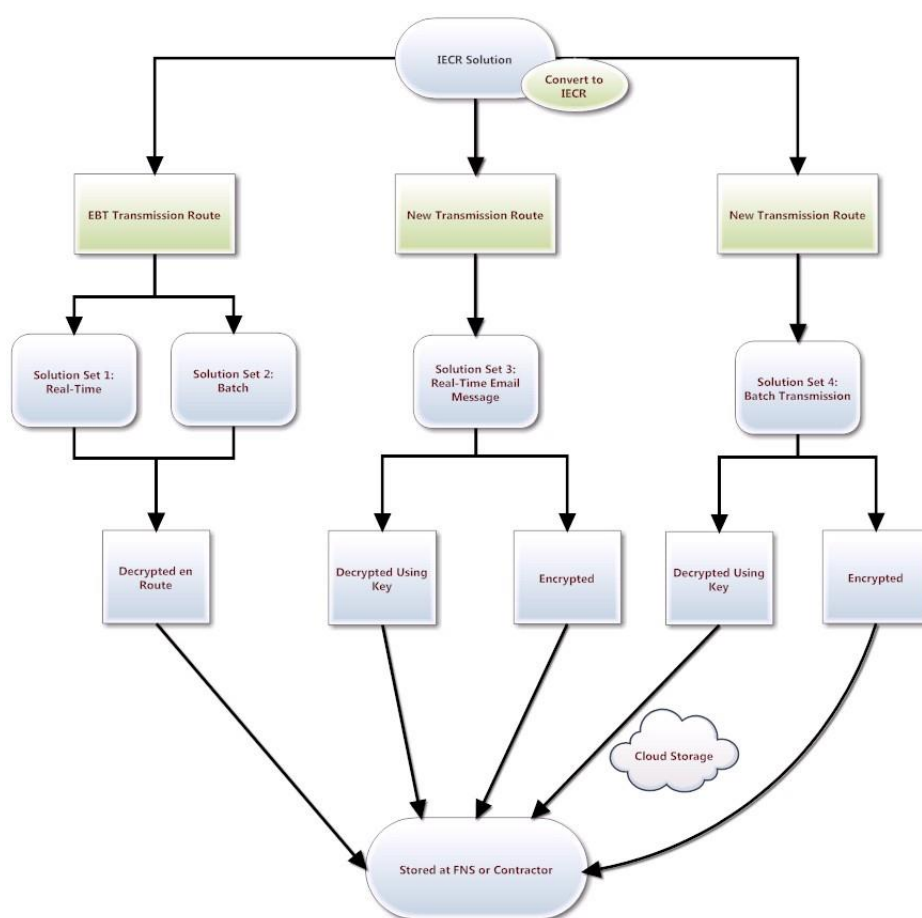 IECR Solution
Convert to
IECR
EBT Transmission Route
New Transmission Route
New Transmission Route
Solution Set 1:
Real-Time
Solution Set 2:
Batch
Solution Set 3:
Real-Time Email
Message
Solution Set 4:
Batch Transmission
Decrypted en
Route
Decrypted Using
Key
Encrypted
Decrypted Using
Key
Encrypted
Cloud Storage
Stored at FNS or Contractor